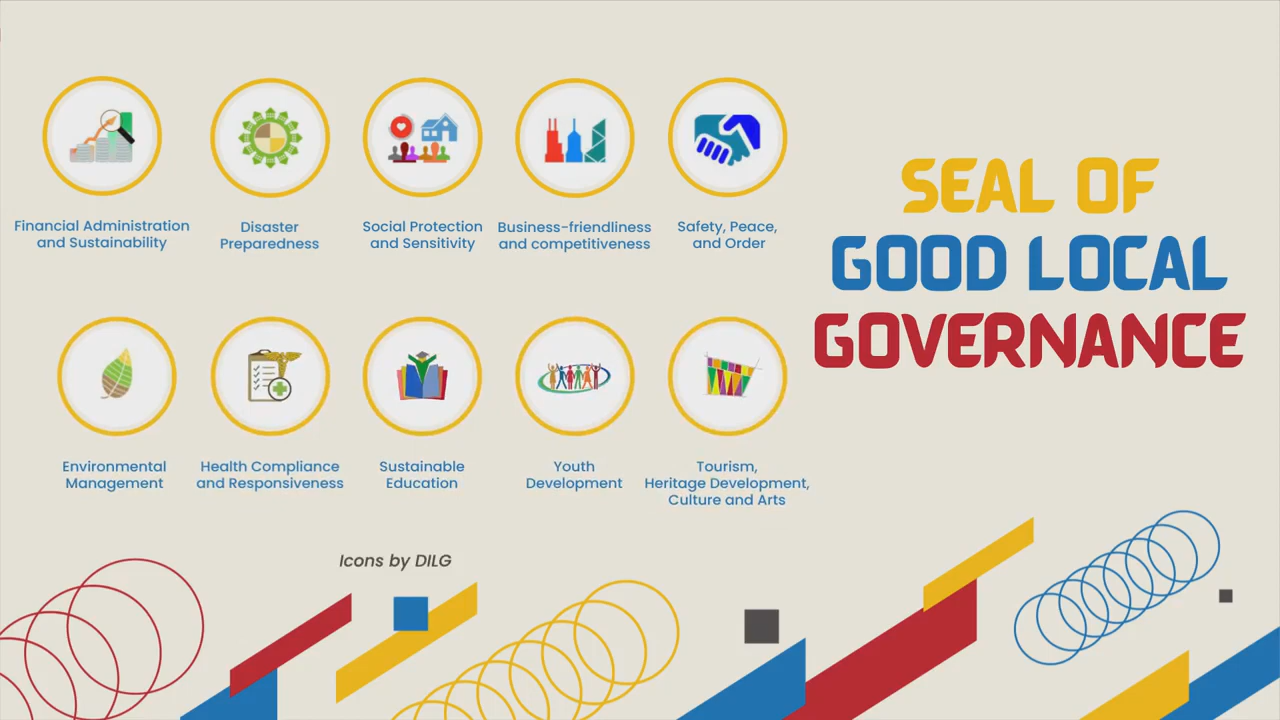 Financial Administration
and Sustainability
Disaster
Preparedness
Social Protection
and Sensitivity
Business-friendliness
and competitiveness
Safety, Peace,
and Order
Environmental
Management
Health Compliance
and Responsiveness
Sustainable
Education
Youth
Development
Tourism,
Heritage Development,
Culture and Arts
Icons by DILG
SEAL OF
GOOD LOCAL
GOVERNANCE